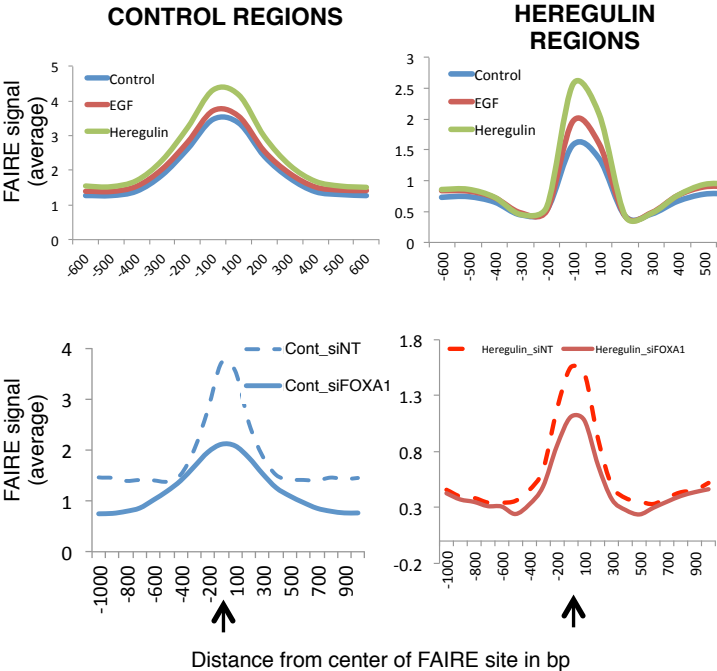 CONTROL REGIONS
HEREGULIN
REGIONS
FAIRE signal
(average)
5
4
3
2
1
0
Control
EGF
Heregulin
-600 -500 -400 -300 -200 -100 100 200 300 400 500 600
3
2.5
2
1.5
1
0.5
0
Control
EGF
Heregulin
-600 -500 -400 -300 -200 -100 100 200 300 400 500
FAIRE signal
(average)
4
3
2
1
0
Cont_siNT
Cont_siFOXA1
-1000 -800 -600 -400 -200 100 300 500 700 900
1.8
1.3
0.8
0.3
-0.2
Heregulin_siNT Heregulin_siFOXA1
-1000 -800 -600 -400 -200 100 300 500 700 900
Distance from center of FAIRE site in bp